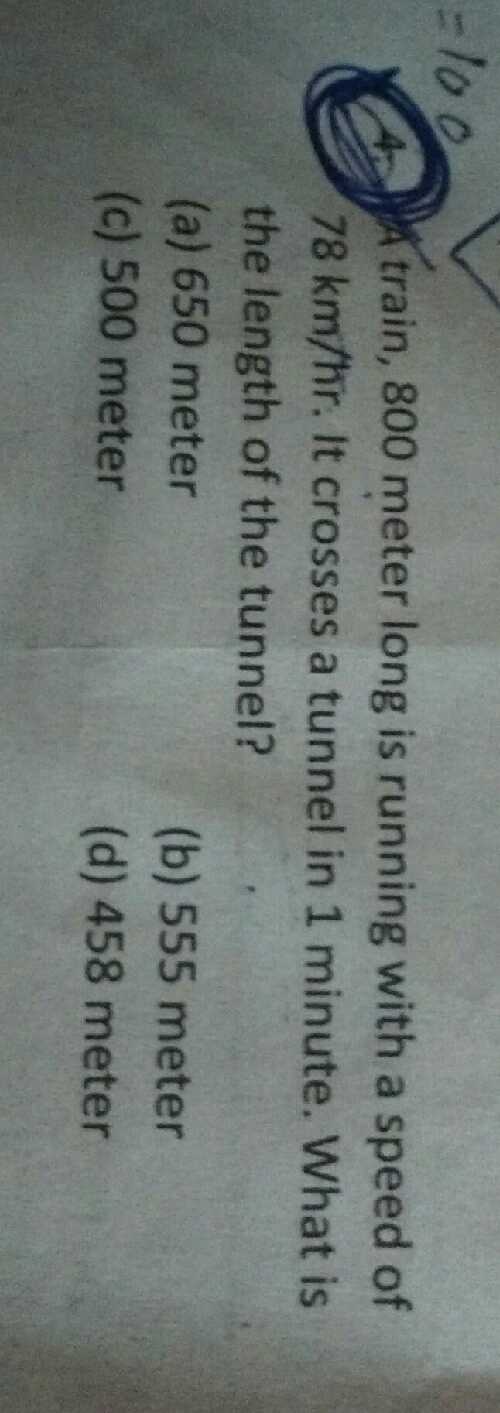 =100
4. A train, 800 meter long is running with a speed of
78 km/hr. It crosses a tunnel in 1 minute. What is
the length of the tunnel?
(a) 650 meter (b) 555 meter
(c) 500 meter (d) 458 meter